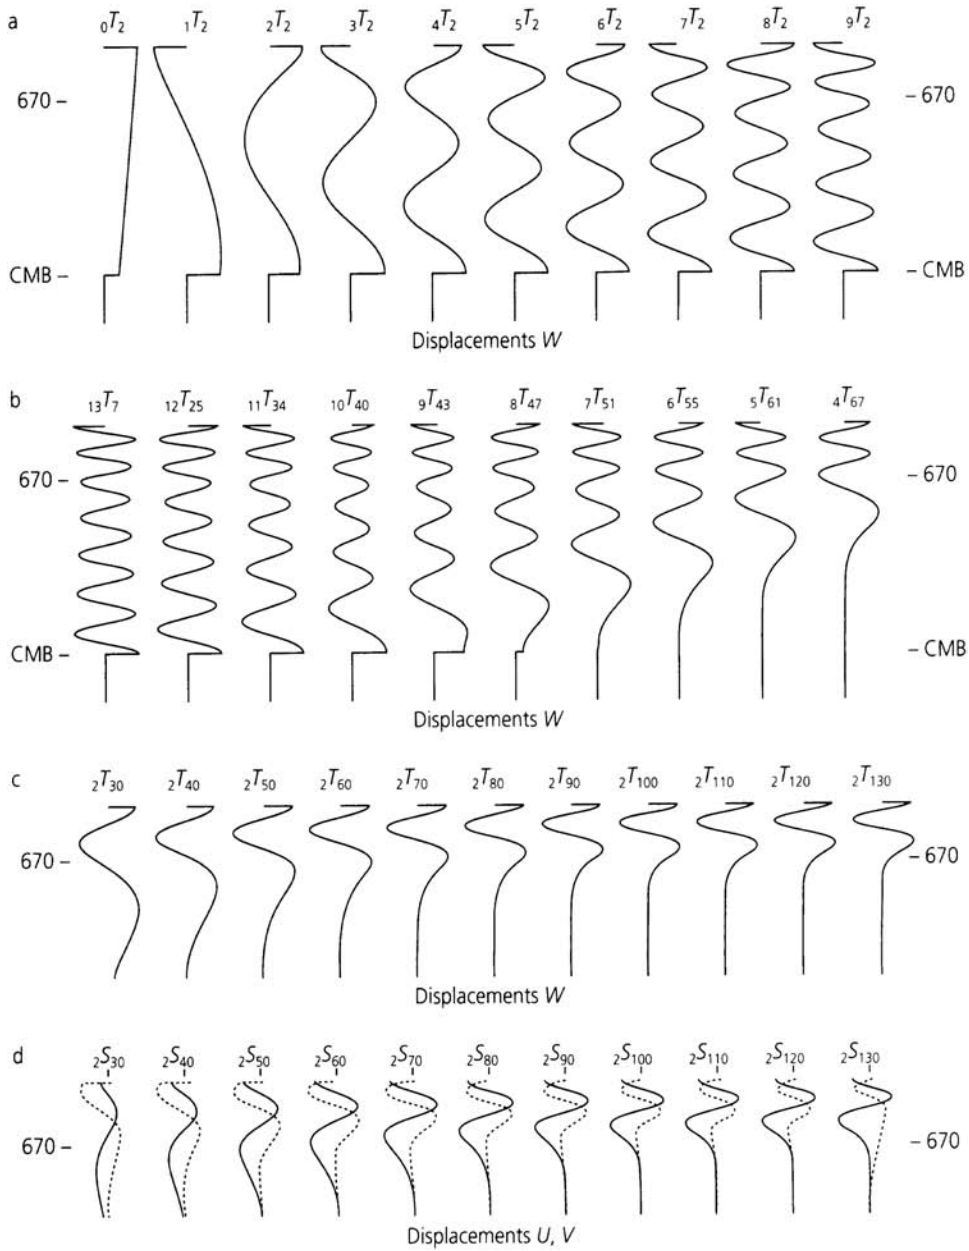 a ₀T₂ ₁T₂ ₂T₂ ₃T₂ ₄T₂ ₅T₂ ₆T₂ ₇T₂ ₈T₂ ₉T₂
670 – – 670
CMB – – CMB
Displacements W
b ₁₃T₇ ₁₂T₂₅ ₁₁T₃₄ ₁₀T₄₀ ₉T₄₃ ₈T₄₇ ₇T₅₁ ₆T₅₅ ₅T₆₁ ₄T₆₇
670 – – 670
CMB – – CMB
Displacements W
c ₂T₃₀ ₂T₄₀ ₂T₅₀ ₂T₆₀ ₂T₇₀ ₂T₈₀ ₂T₉₀ ₂T₁₀₀ ₂T₁₁₀ ₂T₁₂₀ ₂T₁₃₀
670 – – 670
Displacements W
d ₂S₃₀ ₂S₄₀ ₂S₅₀ ₂S₆₀ ₂S₇₀ ₂S₈₀ ₂S₉₀ ₂S₁₀₀ ₂S₁₁₀ ₂S₁₂₀ ₂S₁₃₀
670 – – 670
Displacements U, V